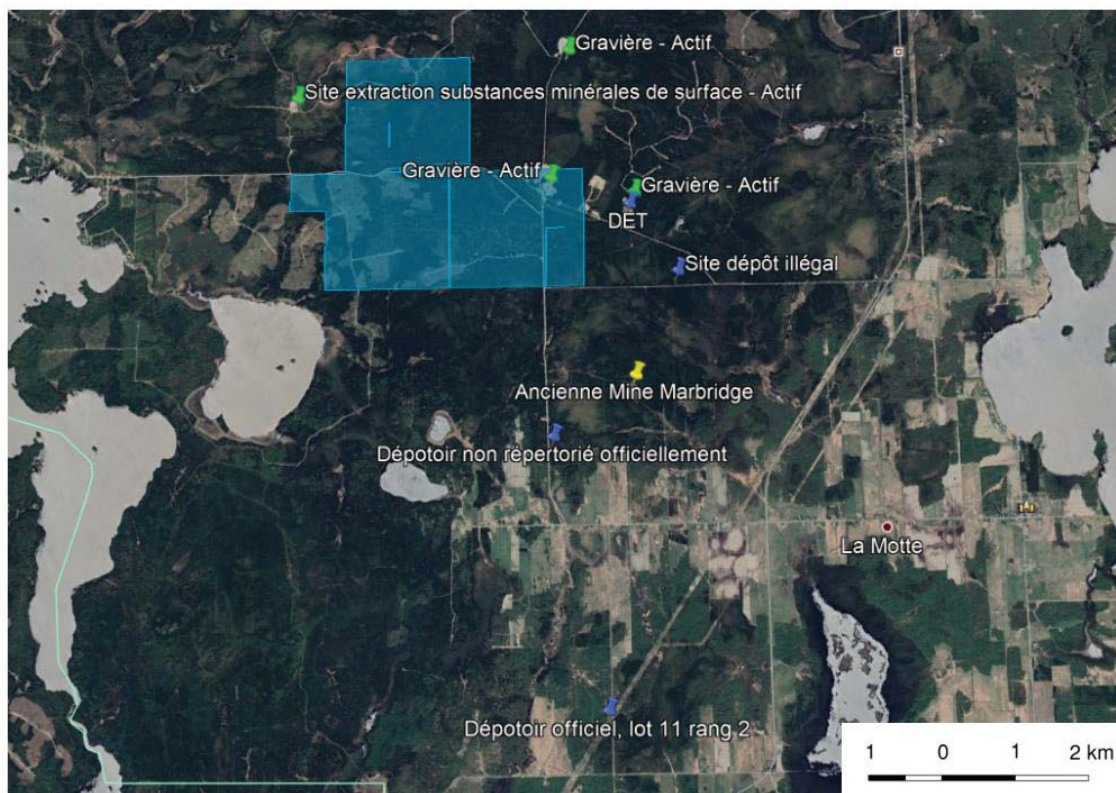 Gravière - Actif
Site extraction substances minérales de surface - Actif
Gravière - Actif
Gravière - Actif
DET
Site dépôt illégal
Ancienne Mine Marbridge
Dépotoir non répertorié officiellement
La Motte
Dépotoir officiel, lot 11 rang 2
1 0 1 2 km